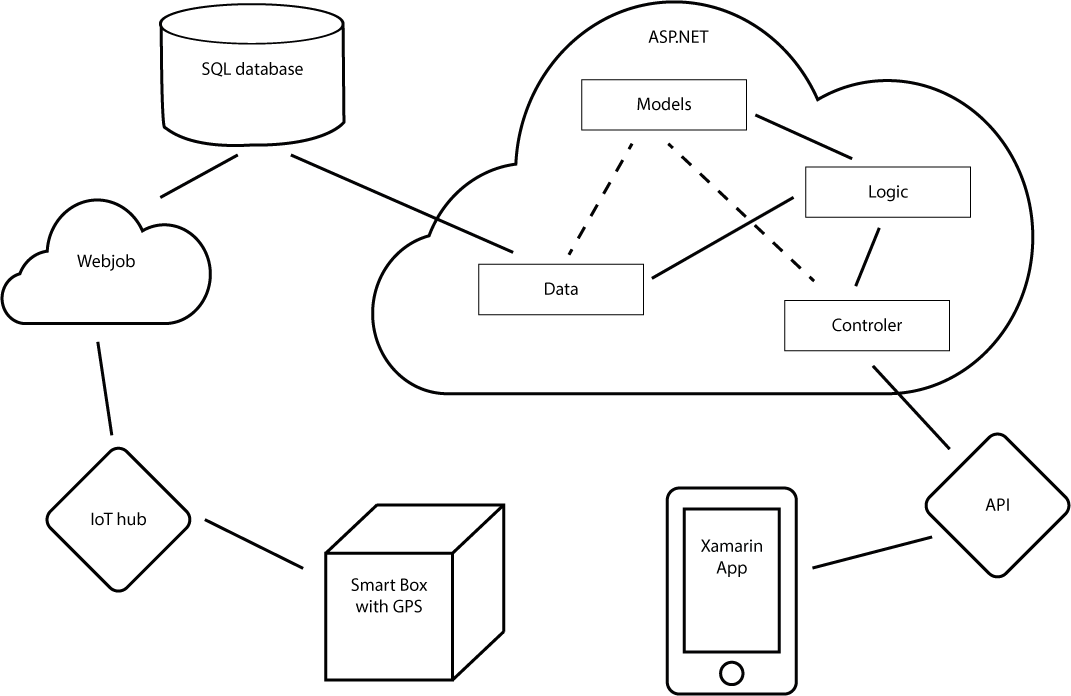 ASP.NET
SQL database
Models
Logic
Webjob
Data
Controler
IoT hub
API
Smart Box
with GPS
Xamarin
App